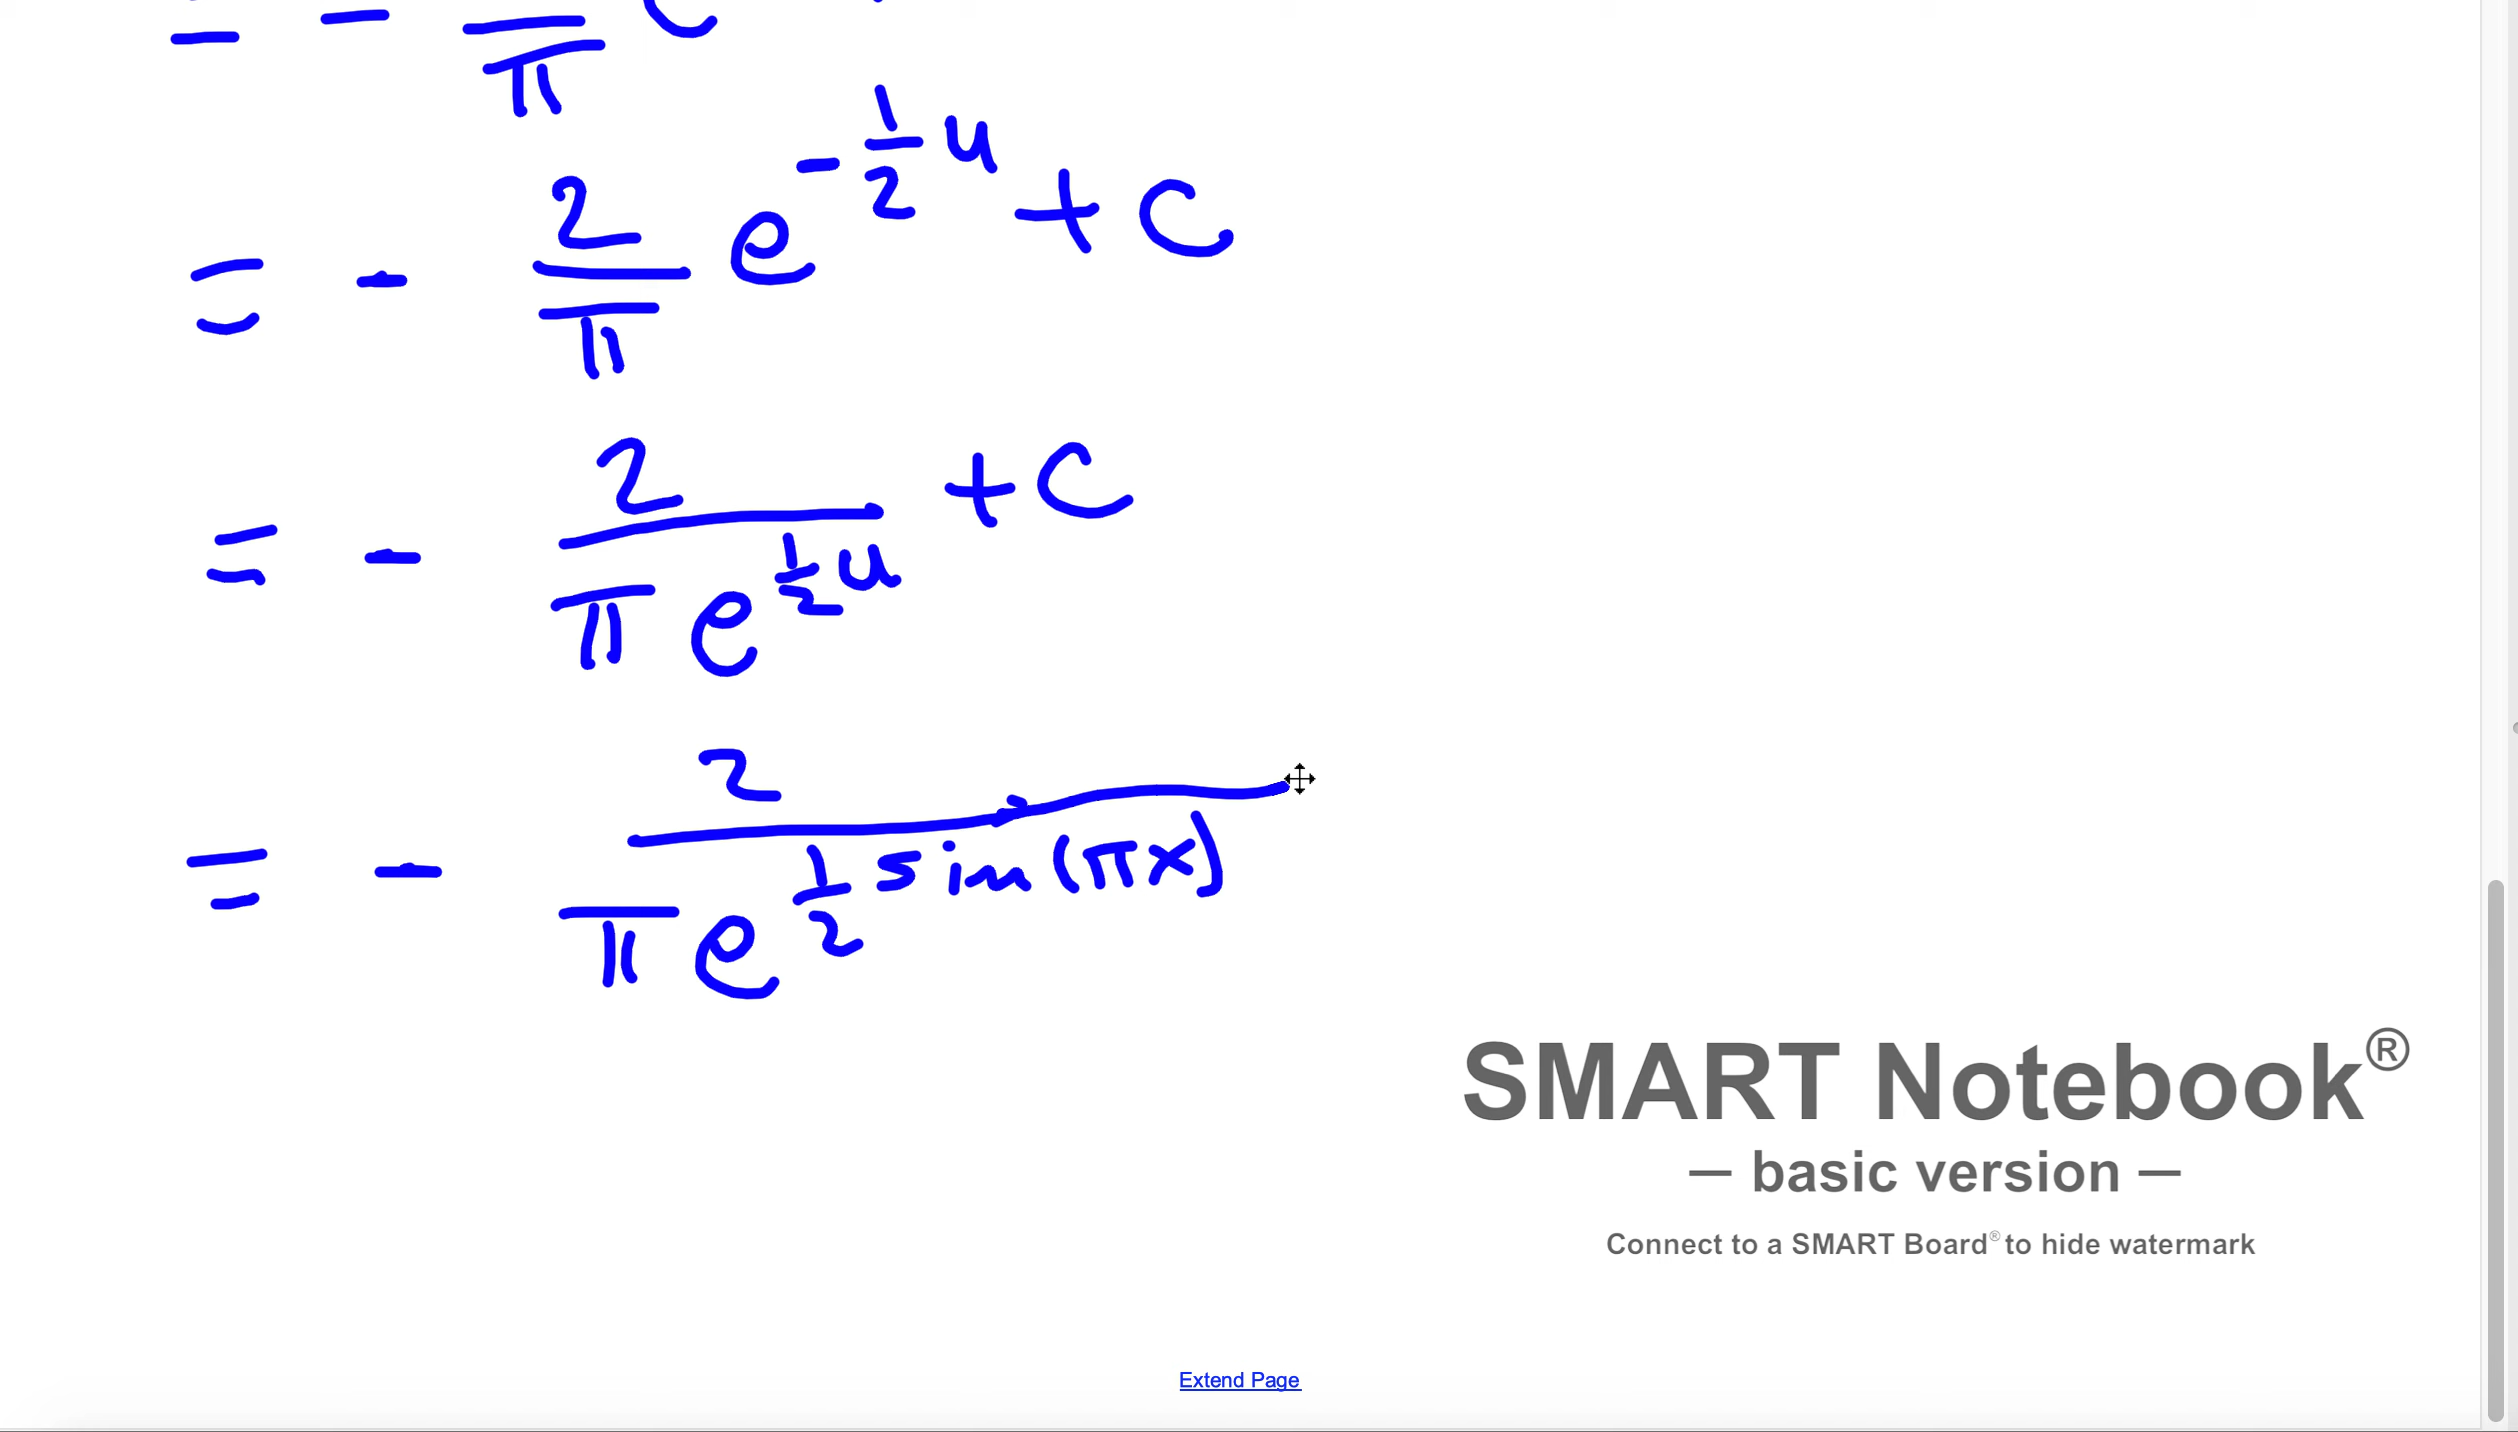 = - ― π
= - 2/π e^(-1/2 u) + C
= - 2/(π e^(1/2 u)) + C
= - 2/(π e^(1/2 sin(πx)))
SMART Notebook®
— basic version —
Connect to a SMART Board® to hide watermark
Extend Page